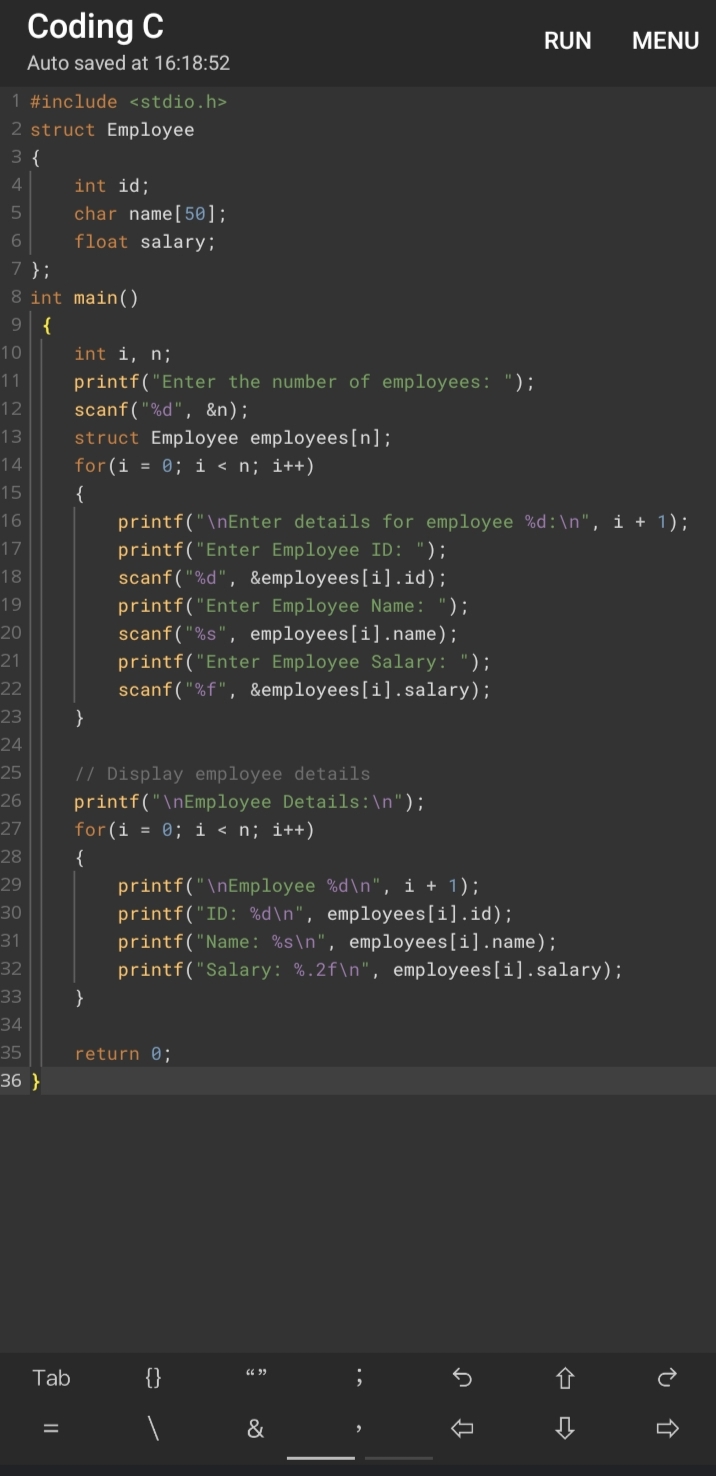 Coding C
Auto saved at 16:18:52
RUN MENU
1 #include <stdio.h>
2 struct Employee
3 {
4     int id;
5     char name[50];
6     float salary;
7 };
8 int main()
9  {
10     int i, n;
11     printf("Enter the number of employees: ");
12     scanf("%d", &n);
13     struct Employee employees[n];
14     for(i = 0; i < n; i++)
15     {
16         printf("\nEnter details for employee %d:\n", i + 1);
17         printf("Enter Employee ID: ");
18         scanf("%d", &employees[i].id);
19         printf("Enter Employee Name: ");
20         scanf("%s", employees[i].name);
21         printf("Enter Employee Salary: ");
22         scanf("%f", &employees[i].salary);
23     }
24
25     // Display employee details
26     printf("\nEmployee Details:\n");
27     for(i = 0; i < n; i++)
28     {
29         printf("\nEmployee %d\n", i + 1);
30         printf("ID: %d\n", employees[i].id);
31         printf("Name: %s\n", employees[i].name);
32         printf("Salary: %.2f\n", employees[i].salary);
33     }
34
35     return 0;
36 }
Tab {} “” ;
= \ & ,